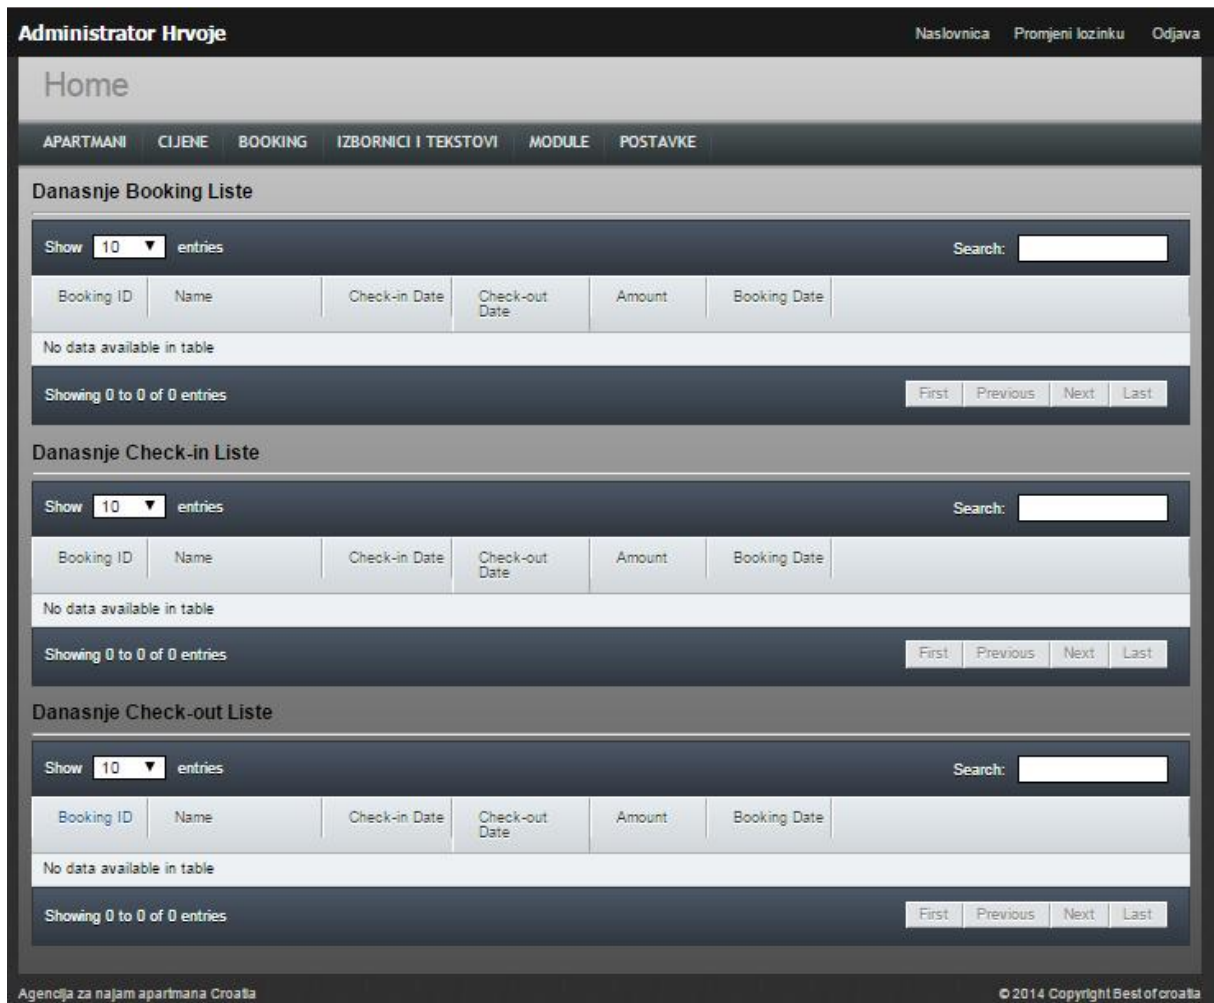 Administrator Hrvoje
Naslovnica Promjeni lozinku Odjava
Home
APARTMANI CIJENE BOOKING IZBORNICI I TEKSTOVI MODULE POSTAVKE
Danasnje Booking Liste
Show 10 entries Search:
Booking ID Name Check-in Date Check-out Amount Booking Date
Date
No data available in table
Showing 0 to 0 of 0 entries First Previous Next Last
Danasnje Check-in Liste
Show 10 entries Search:
Booking ID Name Check-in Date Check-out Amount Booking Date
Date
No data available in table
Showing 0 to 0 of 0 entries First Previous Next Last
Danasnje Check-out Liste
Show 10 entries Search:
Booking ID Name Check-in Date Check-out Amount Booking Date
Date
No data available in table
Showing 0 to 0 of 0 entries First Previous Next Last
Agencija za najam apartmana Croatia © 2014 Copyright Best of croatia